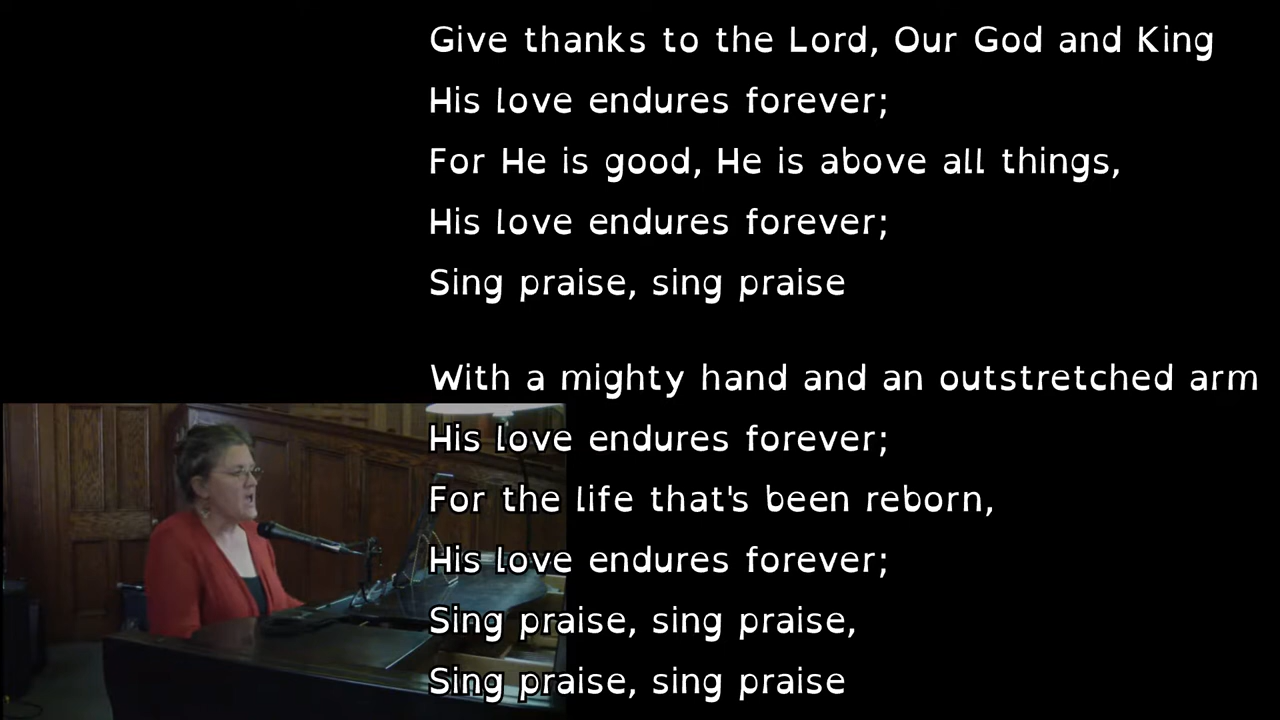 Give thanks to the Lord, Our God and King
His love endures forever;
For He is good, He is above all things,
His love endures forever;
Sing praise, sing praise
With a mighty hand and an outstretched arm
His love endures forever;
For the life that's been reborn,
His love endures forever;
Sing praise, sing praise,
Sing praise, sing praise